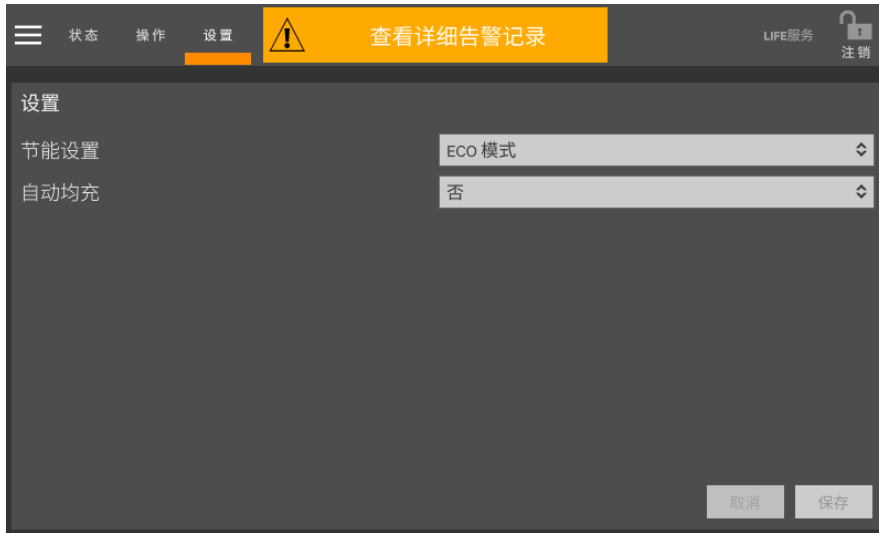 状态 操作 设置 查看详细告警记录 LIFE服务
注销
设置
节能设置 ECO 模式
自动均充 否
取消 保存